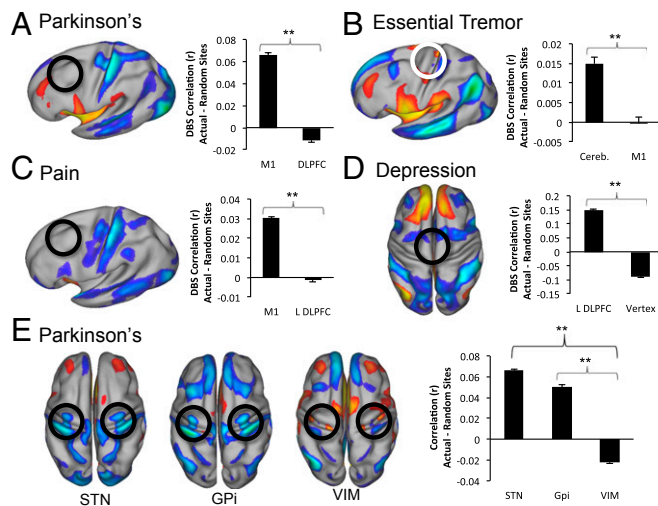 A Parkinson's
**
DBS Correlation (r)
Actual - Random Sites
0.08
0.06
0.04
0.02
0
-0.02
M1 DLPFC
B Essential Tremor
**
DBS Correlation (r)
Actual - Random Sites
0.02
0.015
0.01
0.005
0
-0.005
Cereb. M1
C Pain
**
DBS Correlation (r)
Actual - Random Sites
0.04
0.03
0.02
0.01
0
-0.01
M1 L DLPFC
D Depression
**
DBS Correlation (r)
Actual - Random Sites
0.2
0.15
0.1
0.05
0
-0.05
-0.1
-0.15
L DLPFC Vertex
E Parkinson's
STN GPi VIM
**
**
Correlation (r)
Actual - Random Sites
0.08
0.06
0.04
0.02
0
-0.02
-0.04
STN Gpi VIM